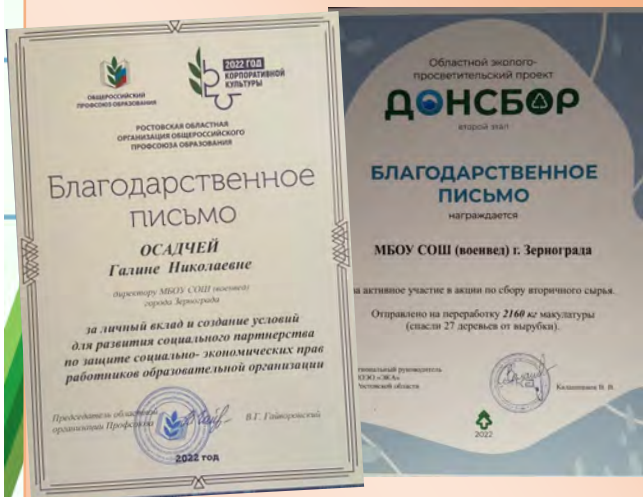 ОБЩЕРОССИЙСКИЙ
ПРОФСОЮЗ ОБРАЗОВАНИЯ
2022 ГОД
КОРПОРАТИВНОЙ
КУЛЬТУРЫ
РОСТОВСКАЯ ОБЛАСТНАЯ
ОРГАНИЗАЦИЯ ОБЩЕРОССИЙСКОГО
ПРОФСОЮЗА ОБРАЗОВАНИЯ
Благодарственное
письмо
ОСАДЧЕЙ
Галине Николаевне
директору МБОУ СОШ (военвед)
города Зернограда
за личный вклад и создание условий
для развития социального партнерства
по защите социально- экономических прав
работников образовательной организации
Председатель областной
организации Профсоюза
В.Г. Гайворонский
2022 год
Областной эколого-
просветительский проект
ДОНСБОР
второй этап
БЛАГОДАРСТВЕННОЕ
ПИСЬМО
награждается
МБОУ СОШ (военвед) г. Зернограда
за активное участие в акции по сбору вторичного сырья.
Отправлено на переработку 2160 кг макулатуры
(спасли 27 деревьев от вырубки).
Ростовской области
2022